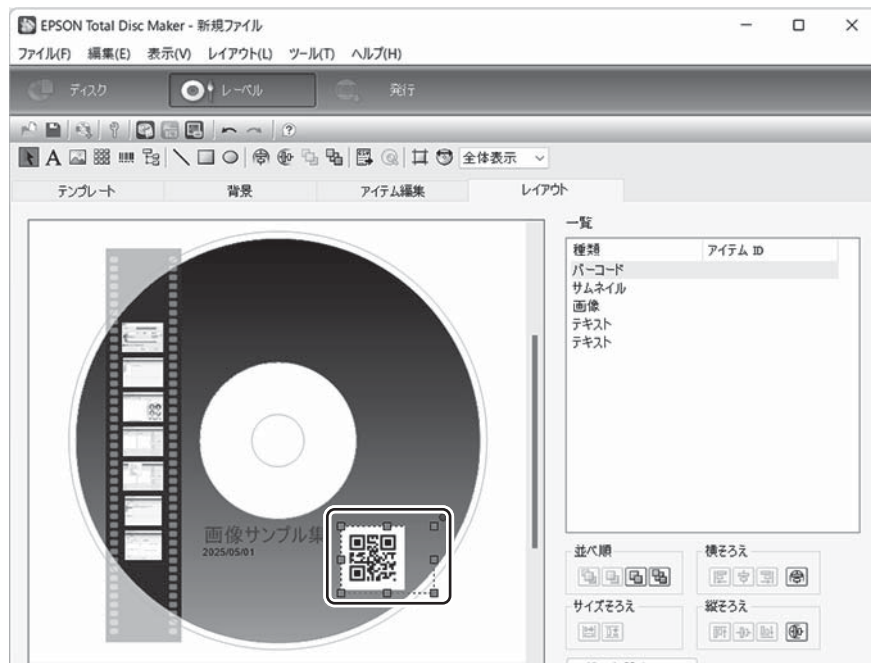 EPSON Total Disc Maker - 新規ファイル
ファイル(F) 編集(E) 表示(V) レイアウト(L) ツール(T) ヘルプ(H)
ディスク レーベル 発行
全体表示
テンプレート 背景 アイテム編集 レイアウト
一覧
種類 アイテム ID
バーコード
サムネイル
画像
テキスト
テキスト
画像サンプル集
2025/05/01
並べ順 横そろえ
サイズそろえ 縦そろえ